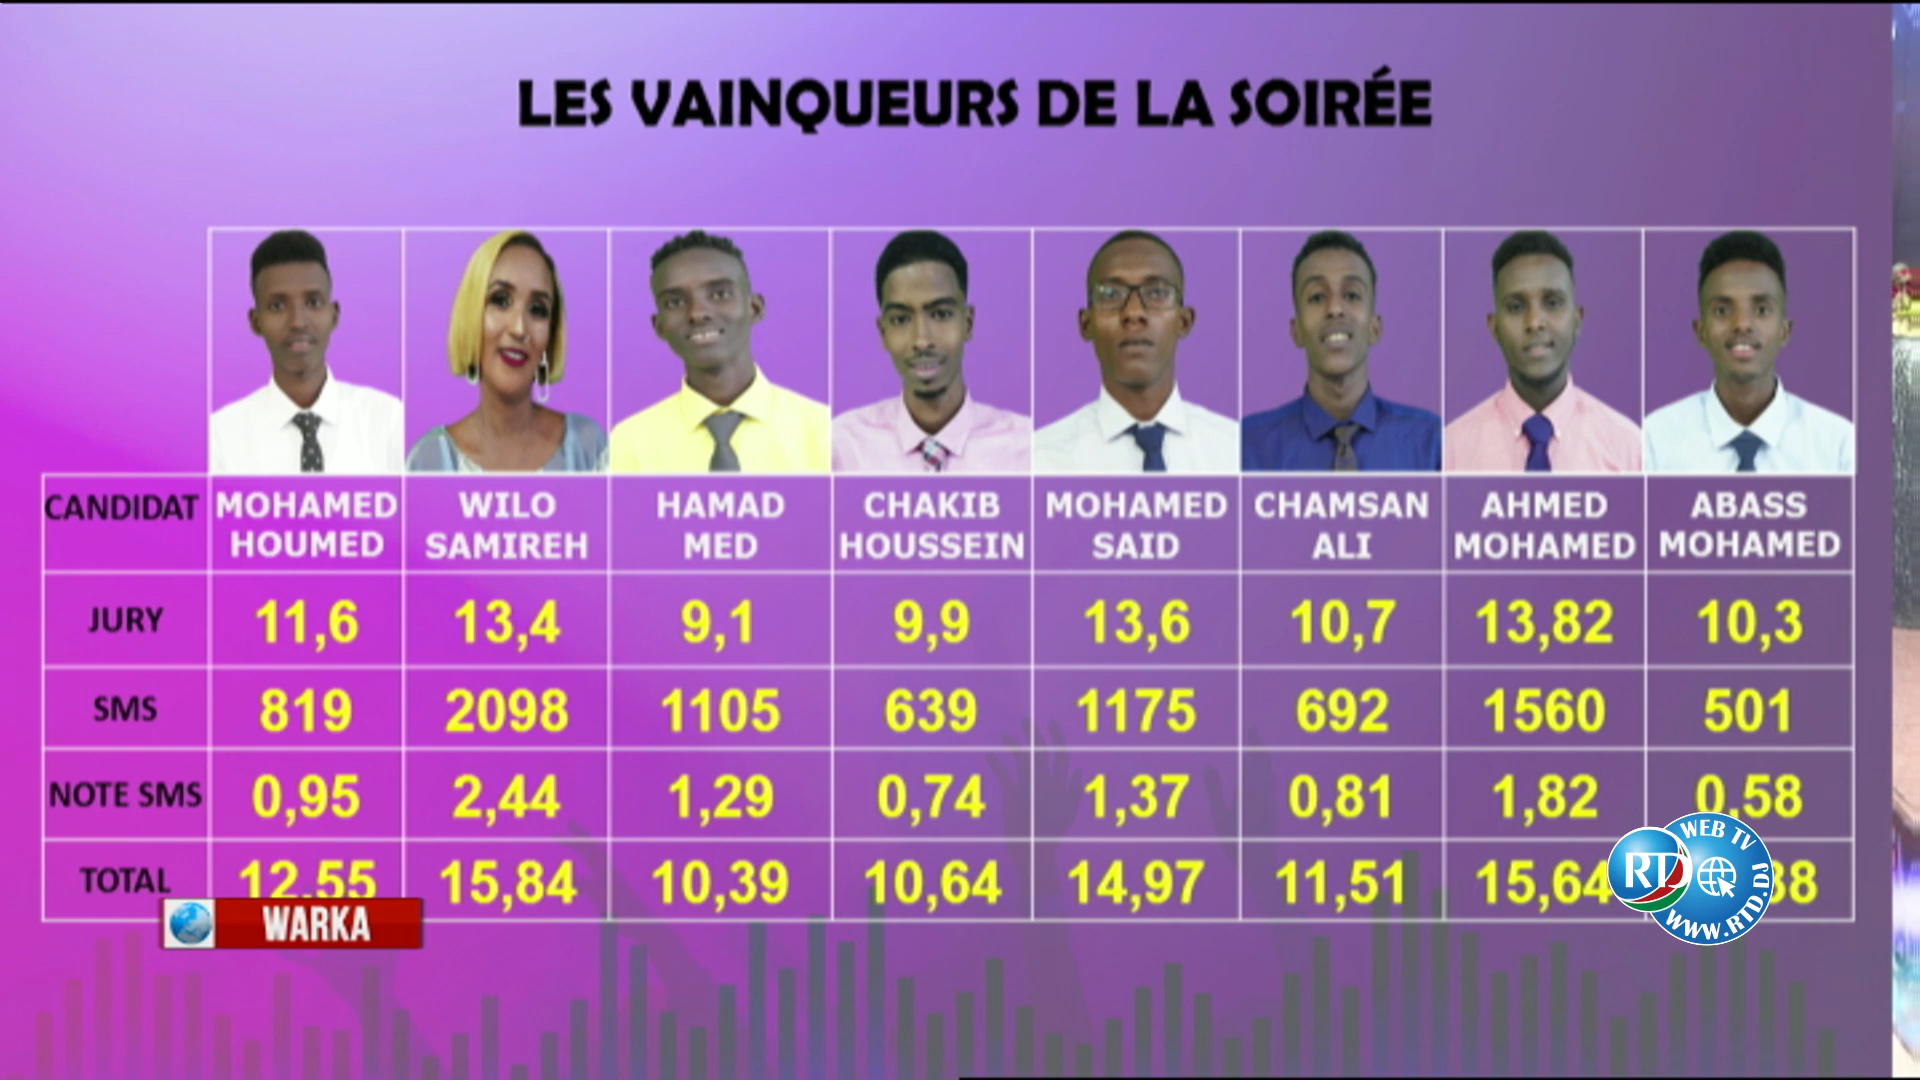 LES VAINQUEURS DE LA SOIRÉE
CANDIDAT MOHAMED HOUMED WILO SAMIREH HAMAD MED CHAKIB HOUSSEIN MOHAMED SAID CHAMSAN ALI AHMED MOHAMED ABASS MOHAMED
JURY 11,6 13,4 9,1 9,9 13,6 10,7 13,82 10,3
SMS 819 2098 1105 639 1175 692 1560 501
NOTE SMS 0,95 2,44 1,29 0,74 1,37 0,81 1,82 0,58
TOTAL 12,55 15,84 10,39 10,64 14,97 11,51 15,64
WARKA
WEB TV
RTD
WWW.RTD.DJ